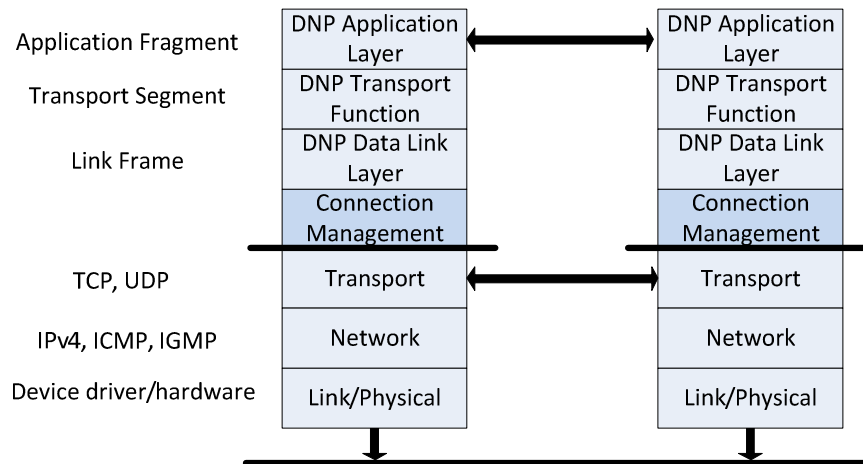 Application Fragment
DNP Application
Layer
DNP Application
Layer
Transport Segment
DNP Transport
Function
DNP Transport
Function
Link Frame
DNP Data Link
Layer
DNP Data Link
Layer
Connection
Management
Connection
Management
TCP, UDP
Transport
Transport
IPv4, ICMP, IGMP
Network
Network
Device driver/hardware
Link/Physical
Link/Physical